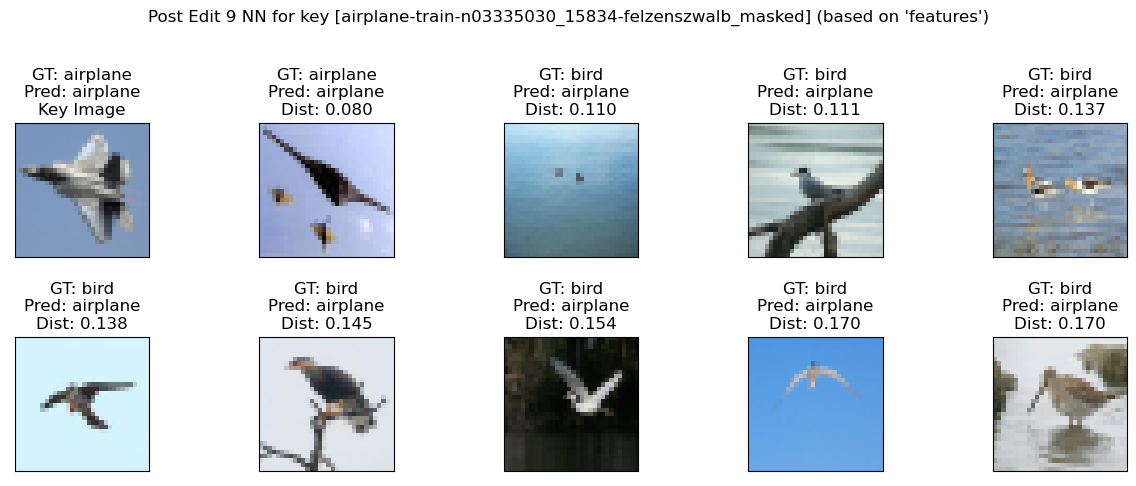 Post Edit 9 NN for key [airplane-train-n03335030_15834-felzenszwalb_masked] (based on 'features')
GT: airplane
Pred: airplane
Key Image
GT: airplane
Pred: airplane
Dist: 0.080
GT: bird
Pred: airplane
Dist: 0.110
GT: bird
Pred: airplane
Dist: 0.111
GT: bird
Pred: airplane
Dist: 0.137
GT: bird
Pred: airplane
Dist: 0.138
GT: bird
Pred: airplane
Dist: 0.145
GT: bird
Pred: airplane
Dist: 0.154
GT: bird
Pred: airplane
Dist: 0.170
GT: bird
Pred: airplane
Dist: 0.170